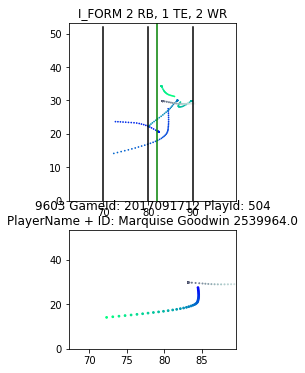 I_FORM 2 RB, 1 TE, 2 WR
50
40
30
20
10
0
70 80 90
9603 GameId: 2017091712 PlayId: 504
PlayerName + ID: Marquise Goodwin 2539964.0
40
20
0
70 75 80 85